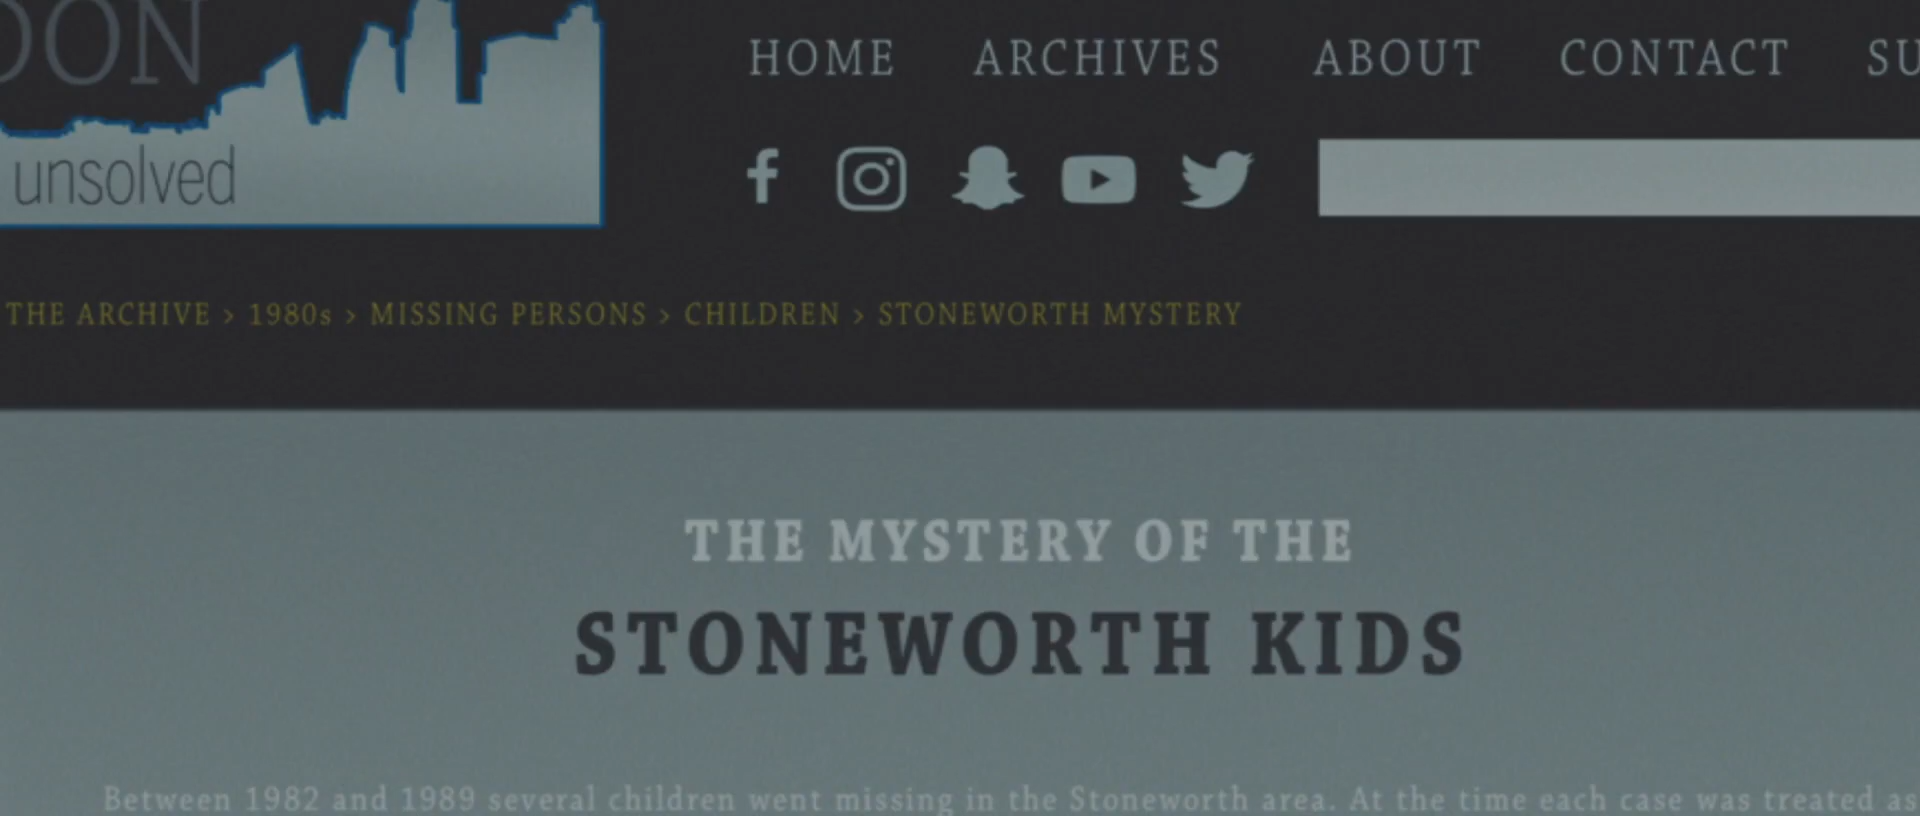 DON
HOME ARCHIVES ABOUT CONTACT SU
unsolved
THE ARCHIVE > 1980s > MISSING PERSONS > CHILDREN > STONEWORTH MYSTERY
THE MYSTERY OF THE
STONEWORTH KIDS
Between 1982 and 1989 several children went missing in the Stoneworth area. At the time each case was treated as